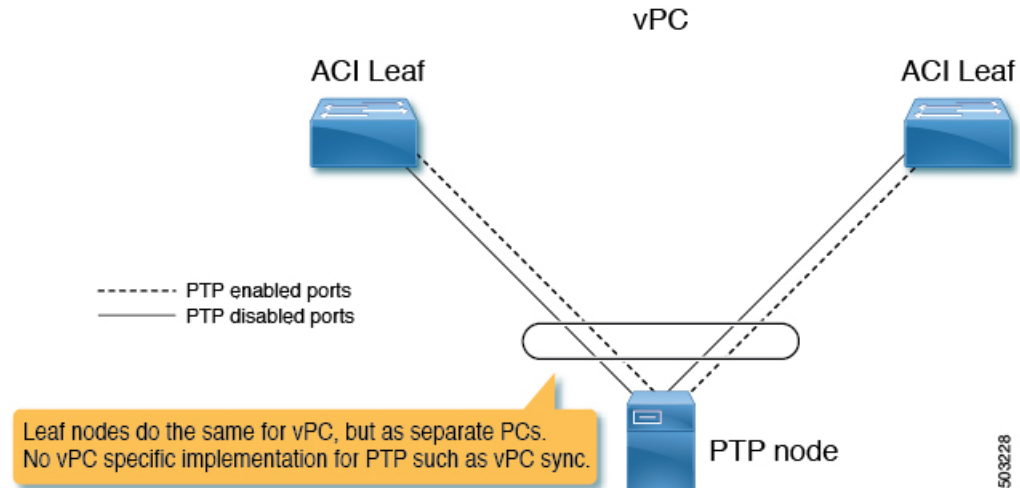 vPC
ACI Leaf
ACI Leaf
PTP enabled ports
PTP disabled ports
Leaf nodes do the same for vPC, but as separate PCs.
No vPC specific implementation for PTP such as vPC sync.
PTP node
503228